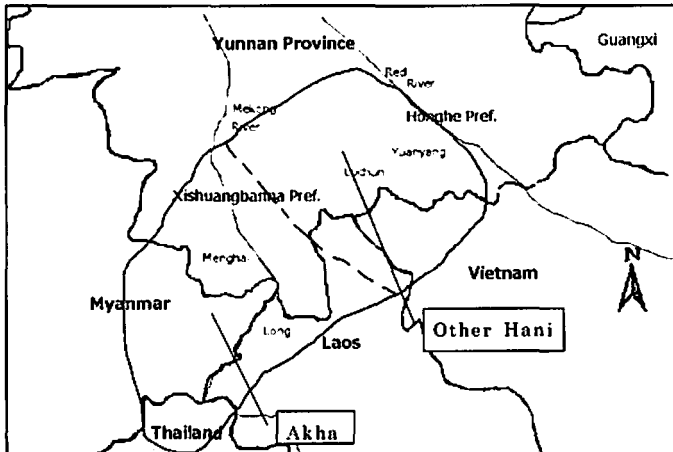 Yunnan Province
Guangxi
Red
River
Mekong
River
Honghe Pref.
Yuanyang
Xishuangbanna Pref.
Menghai
Vietnam
N
Myanmar
Long
Laos
Other Hani
Thailand
Akha